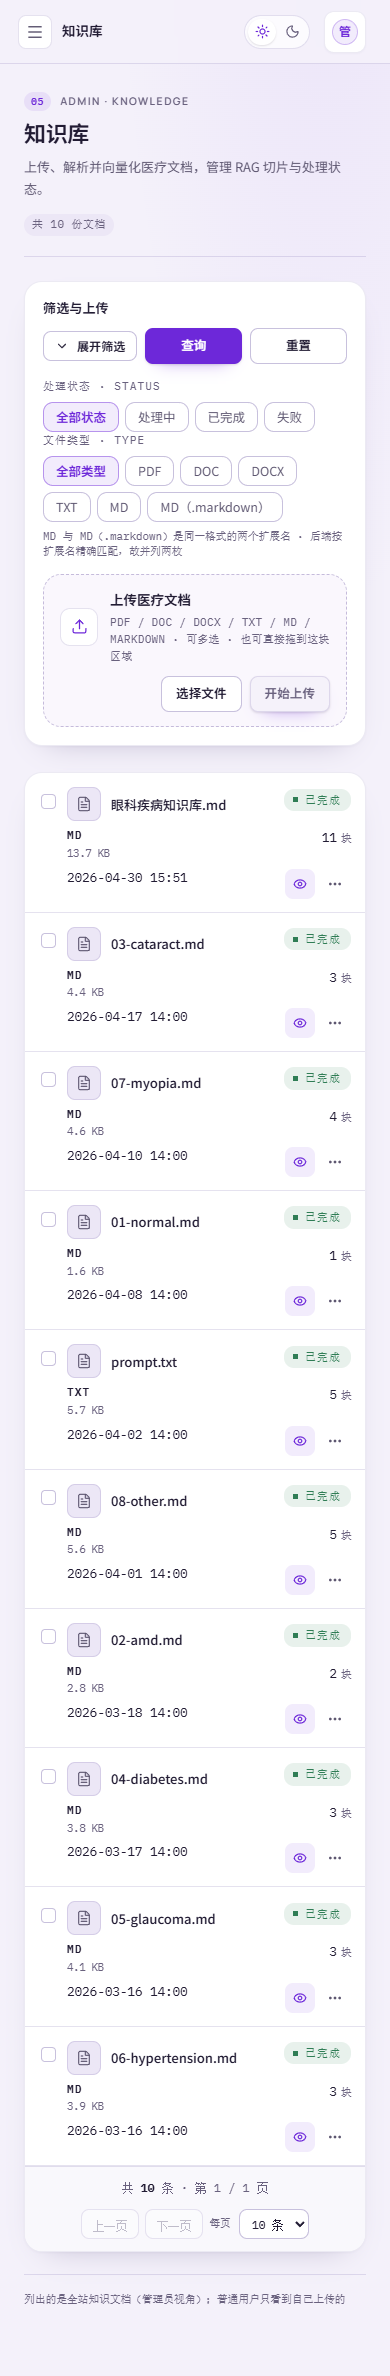 知识库
管
05 ADMIN · KNOWLEDGE
知识库
上传、解析并向量化医疗文档，管理 RAG 切片与处理状
态。
共 10 份文档
筛选与上传
展开筛选 查询 重置
处理状态 · STATUS
全部状态 处理中 已完成 失败
文件类型 · TYPE
全部类型 PDF DOC DOCX
TXT MD MD（.markdown）
MD 与 MD（.markdown）是同一格式的两个扩展名 · 后端按
扩展名精确匹配，故并列两枚
上传医疗文档
PDF / DOC / DOCX / TXT / MD /
MARKDOWN · 可多选 · 也可直接拖到这块
区域
选择文件 开始上传
眼科疾病知识库.md 已完成
MD 11 块
13.7 KB
2026-04-30 15:51
03-cataract.md 已完成
MD 3 块
4.4 KB
2026-04-17 14:00
07-myopia.md 已完成
MD 4 块
4.6 KB
2026-04-10 14:00
01-normal.md 已完成
MD 1 块
1.6 KB
2026-04-08 14:00
prompt.txt 已完成
TXT 5 块
5.7 KB
2026-04-02 14:00
08-other.md 已完成
MD 5 块
5.6 KB
2026-04-01 14:00
02-amd.md 已完成
MD 2 块
2.8 KB
2026-03-18 14:00
04-diabetes.md 已完成
MD 3 块
3.8 KB
2026-03-17 14:00
05-glaucoma.md 已完成
MD 3 块
4.1 KB
2026-03-16 14:00
06-hypertension.md 已完成
MD 3 块
3.9 KB
2026-03-16 14:00
共 10 条 · 第 1 / 1 页
上一页 下一页 每页 10 条
列出的是全站知识文档（管理员视角）；普通用户只看到自己上传的